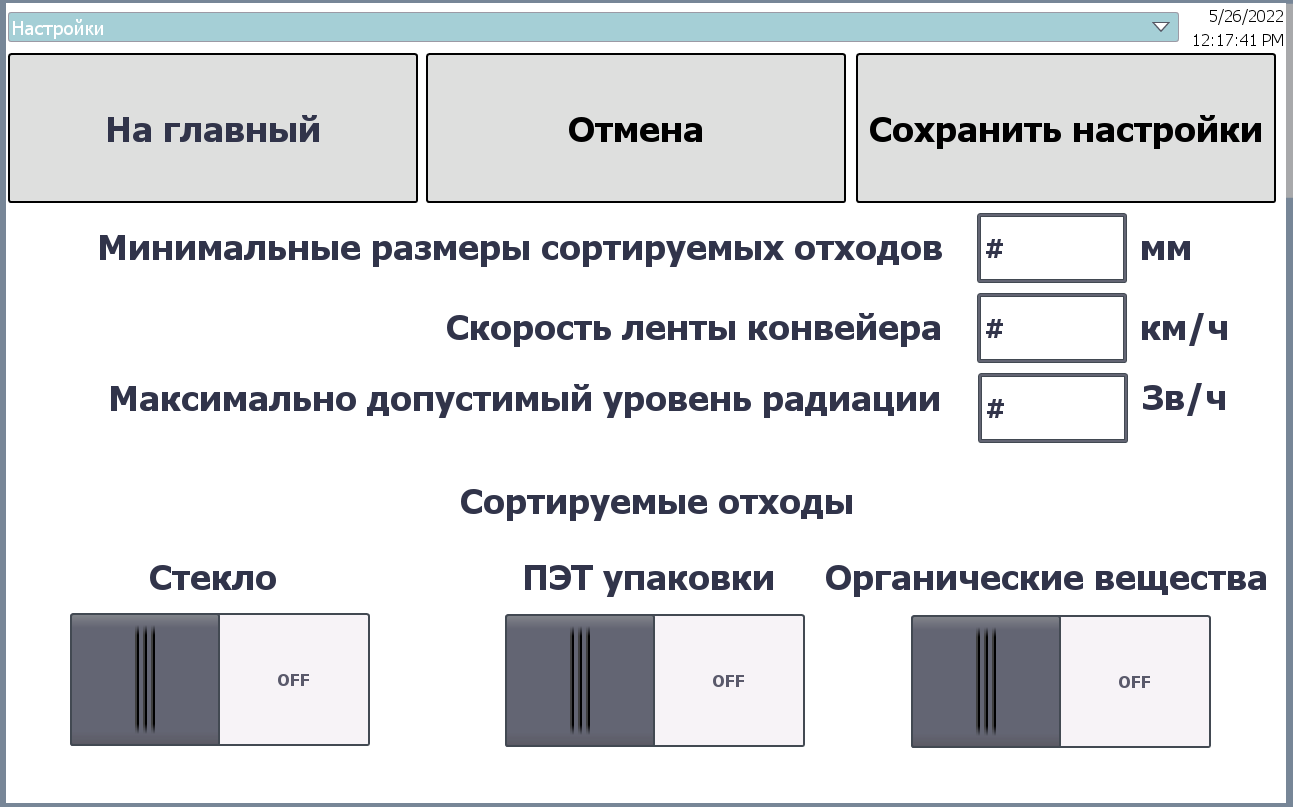 Настройки
5/26/2022
12:17:41 PM
На главный
Отмена
Сохранить настройки
Минимальные размеры сортируемых отходов # мм
Скорость ленты конвейера # км/ч
Максимально допустимый уровень радиации # Зв/ч
Сортируемые отходы
Стекло
ПЭТ упаковки
Органические вещества
OFF
OFF
OFF